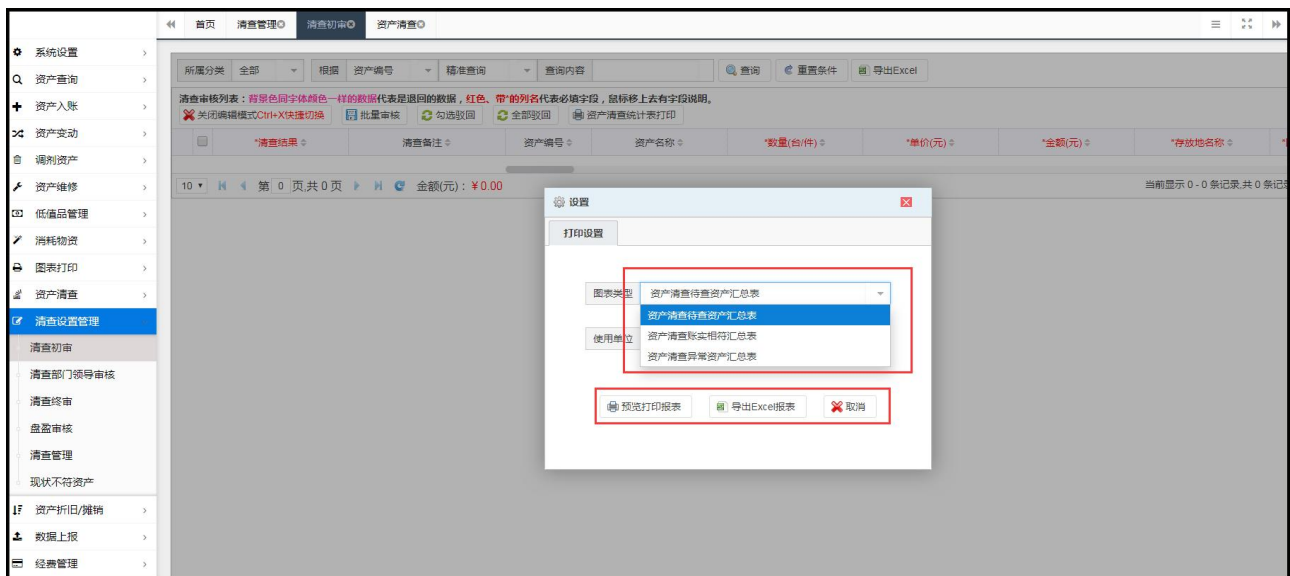 首页
清查管理
清查初审
资产清查
系统设置
资产查询
资产入账
资产变动
调剂资产
资产维修
低值品管理
消耗物资
图表打印
资产清查
清查设置管理
清查初审
清查部门领导审核
清查终审
盘盈审核
清查管理
现状不符资产
资产折旧/摊销
数据上报
经费管理
所属分类 全部 根据 资产编号 精准查询 查询内容 查询 重置条件 导出Excel
清查审核列表：背景色同字体颜色一样的数据代表是退回的数据，红色、带*的列名代表必填字段，鼠标移上去有字段说明。
关闭编辑模式Ctrl+X快捷切换 批量审核 勾选驳回 全部驳回 资产清查统计表打印
*清查结果 清查备注 资产编号 资产名称 *数量(台/件) *单价(元) *金额(元) *存放地名称
10 第 0 页,共 0 页 金额(元)：￥0.00
当前显示 0 - 0 条记录,共 0 条记录
设置
打印设置
图表类型 资产清查待查资产汇总表
资产清查待查资产汇总表
使用单位 资产清查账实相符汇总表
资产清查异常资产汇总表
预览打印报表 导出Excel报表 取消